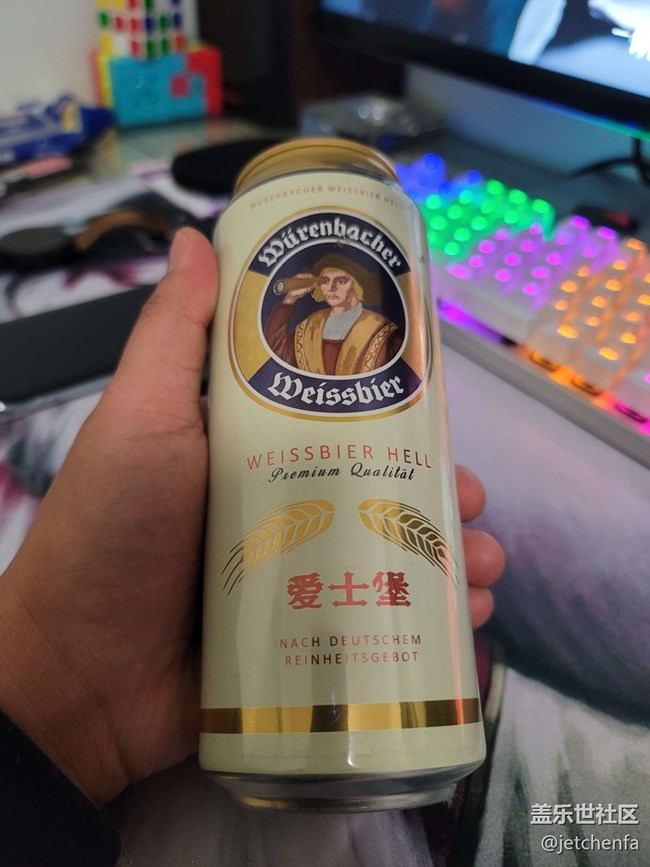 WÜRENBACHER WEISSBIER HELL
Würenbacher
Weissbier
WEISSBIER HELL
Premium Qualität
爱士堡
NACH DEUTSCHEM
REINHEITSGEBOT
盖乐世社区
@jetchenfa